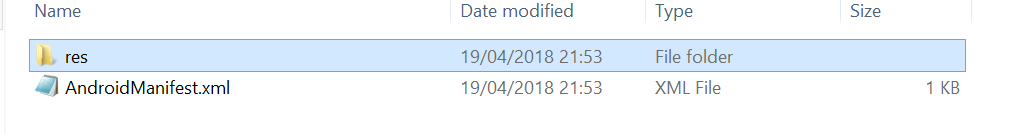 Name Date modified Type Size
res 19/04/2018 21:53 File folder
AndroidManifest.xml 19/04/2018 21:53 XML File 1 KB